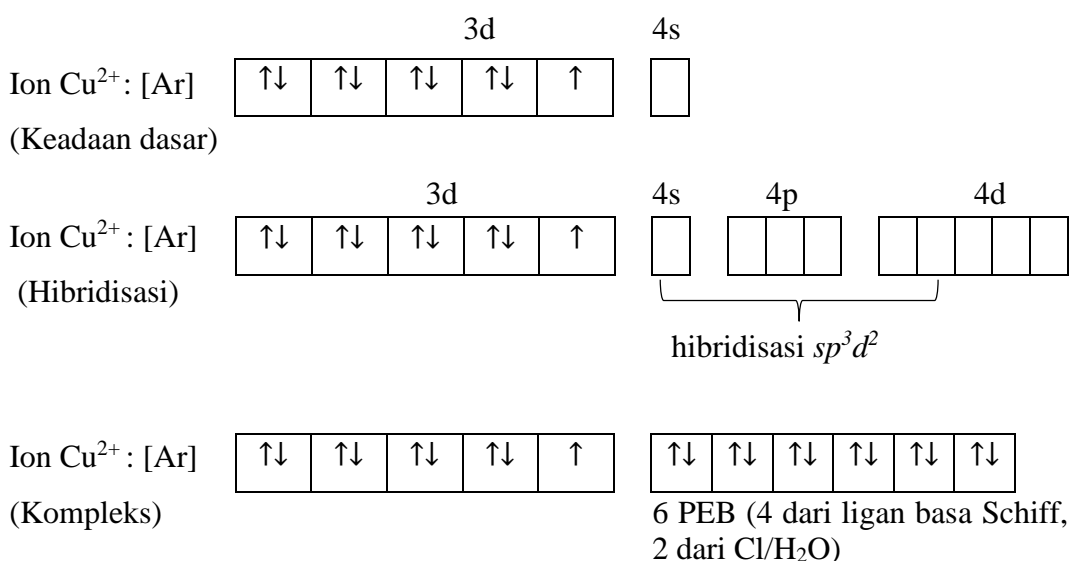 3d 4s
Ion Cu²⁺ : [Ar] ↑↓ ↑↓ ↑↓ ↑↓ ↑
(Keadaan dasar)
3d 4s 4p 4d
Ion Cu²⁺ : [Ar] ↑↓ ↑↓ ↑↓ ↑↓ ↑
(Hibridisasi)
hibridisasi sp³d²
Ion Cu²⁺ : [Ar] ↑↓ ↑↓ ↑↓ ↑↓ ↑ ↑↓ ↑↓ ↑↓ ↑↓ ↑↓ ↑↓
(Kompleks)
6 PEB (4 dari ligan basa Schiff,
2 dari Cl/H₂O)